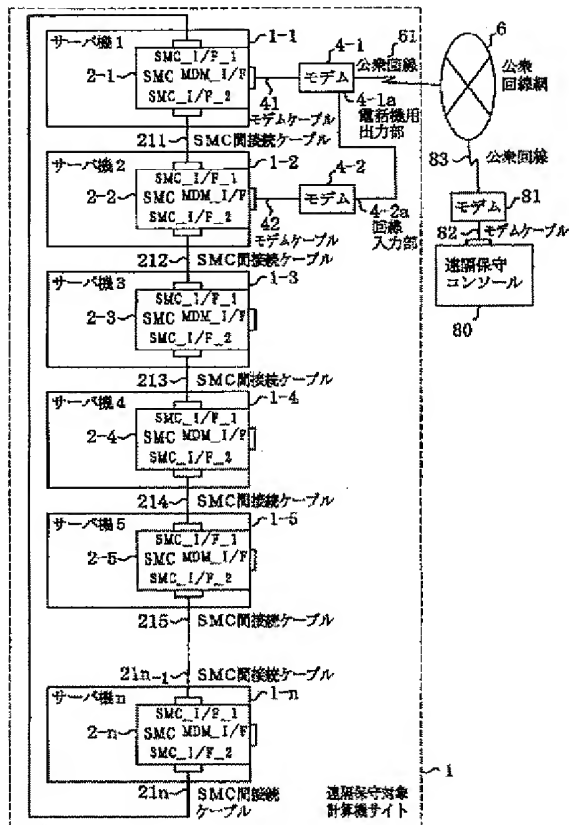 サーバ機1
1-1
SMC_I/F_1
2-1
SMC MDM_I/F
SMC_I/F_2
41
モデムケーブル
4-1
モデム
61
公衆回線
4-1a
電話機用
出力部
6
公衆
回線網
211
SMC間接続ケーブル
サーバ機2
1-2
SMC_I/F_1
2-2
SMC MDM_I/F
SMC_I/F_2
42
モデムケーブル
4-2
モデム
4-2a
回線
入力部
83
公衆回線
モデム
81
82
モデムケーブル
遠隔保守
コンソール
80
212
SMC間接続ケーブル
サーバ機3
1-3
SMC_I/F_1
2-3
SMC MDM_I/F
SMC_I/F_2
213
SMC間接続ケーブル
サーバ機4
1-4
SMC_I/F_1
2-4
SMC MDM_I/F
SMC_I/F_2
214
SMC間接続ケーブル
サーバ機5
1-5
SMC_I/F_1
2-5
SMC MDM_I/F
SMC_I/F_2
215
SMC間接続ケーブル
21n-1
SMC間接続ケーブル
サーバ機n
1-n
SMC_I/F_1
2-n
SMC MDM_I/F
SMC_I/F_2
21n
SMC間接続
ケーブル
遠隔保守対象
計算機サイト
1